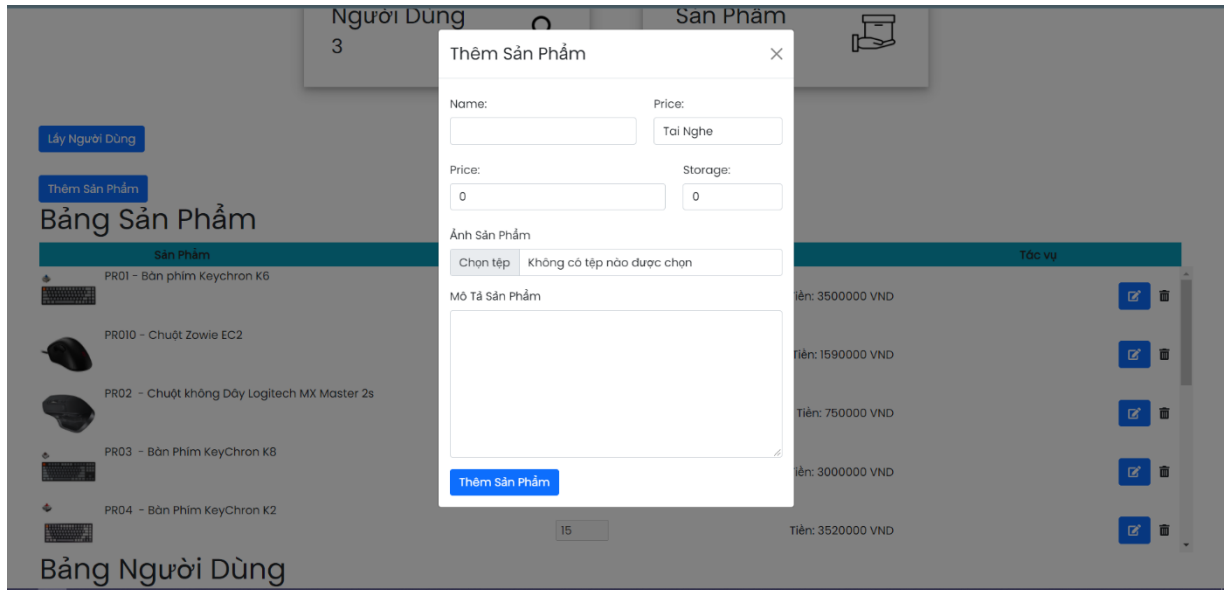 Người Dùng
3
Sản Phẩm
Thêm Sản Phẩm
Name:
Price:
Tai Nghe
Price:
Storage:
0
0
Ảnh Sản Phẩm
Chọn tệp Không có tệp nào được chọn
Mô Tả Sản Phẩm
Thêm Sản Phẩm
Lấy Người Dùng
Thêm Sản Phẩm
Bảng Sản Phẩm
Sản Phẩm
Tác vụ
PR01 - Bàn phím Keychron K6
Tiền: 3500000 VND
PR010 - Chuột Zowie EC2
Tiền: 1590000 VND
PR02 - Chuột không Dây Logitech MX Master 2s
Tiền: 750000 VND
PR03 - Bàn Phím KeyChron K8
Tiền: 3000000 VND
PR04 - Bàn Phím KeyChron K2
15
Tiền: 3520000 VND
Bảng Người Dùng